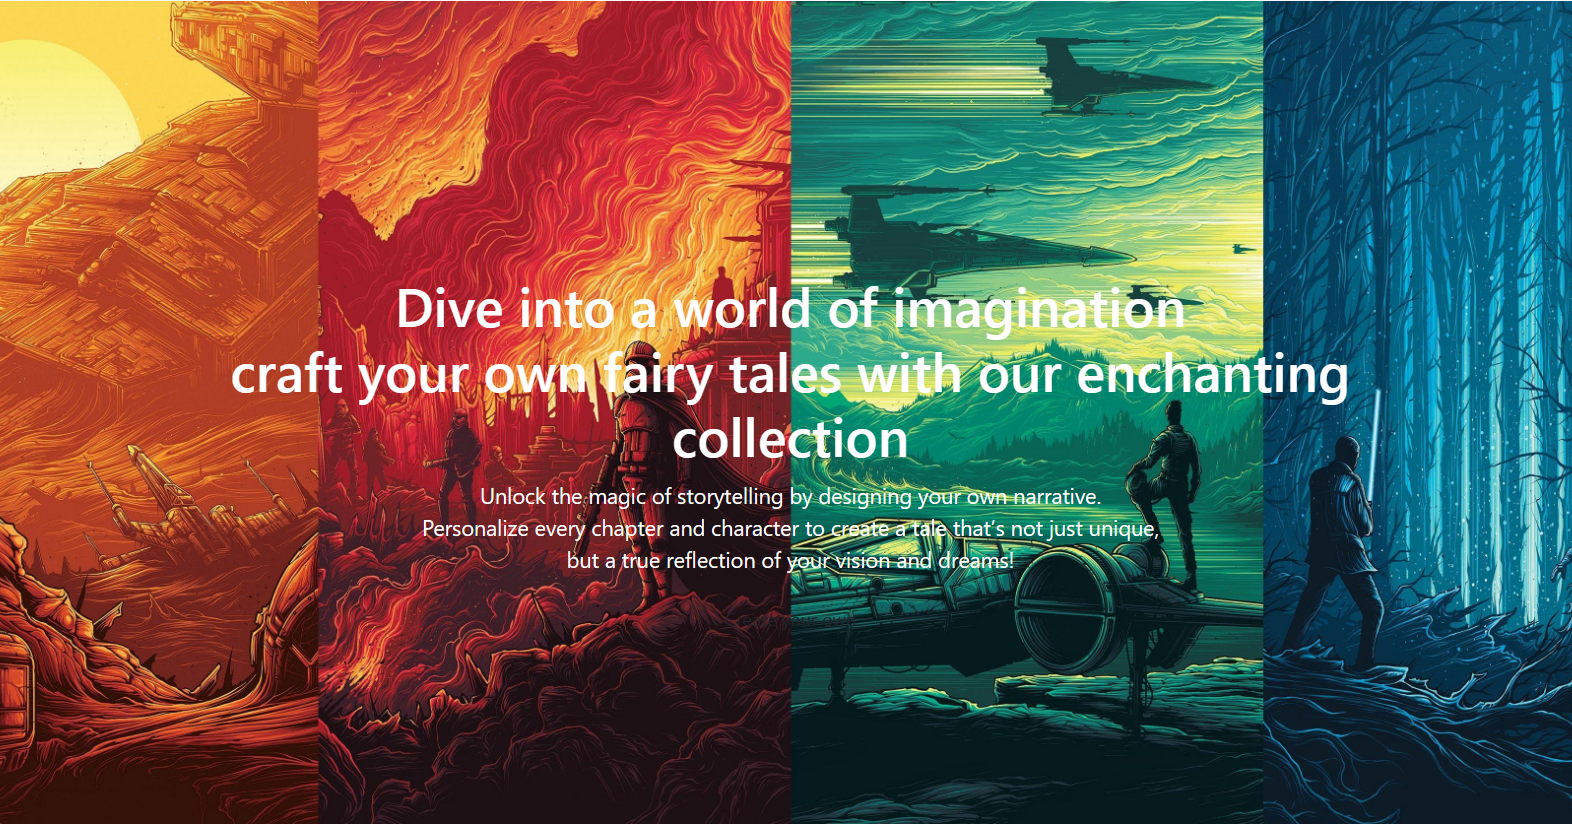 Dive into a world of imagination
craft your own fairy tales with our enchanting
collection
Unlock the magic of storytelling by designing your own narrative.
Personalize every chapter and character to create a tale that’s not just unique,
but a true reflection of your vision and dreams!